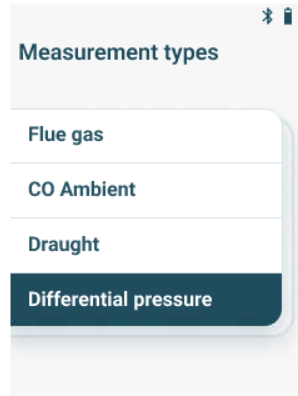 Measurement types
Flue gas
CO Ambient
Draught
Differential pressure